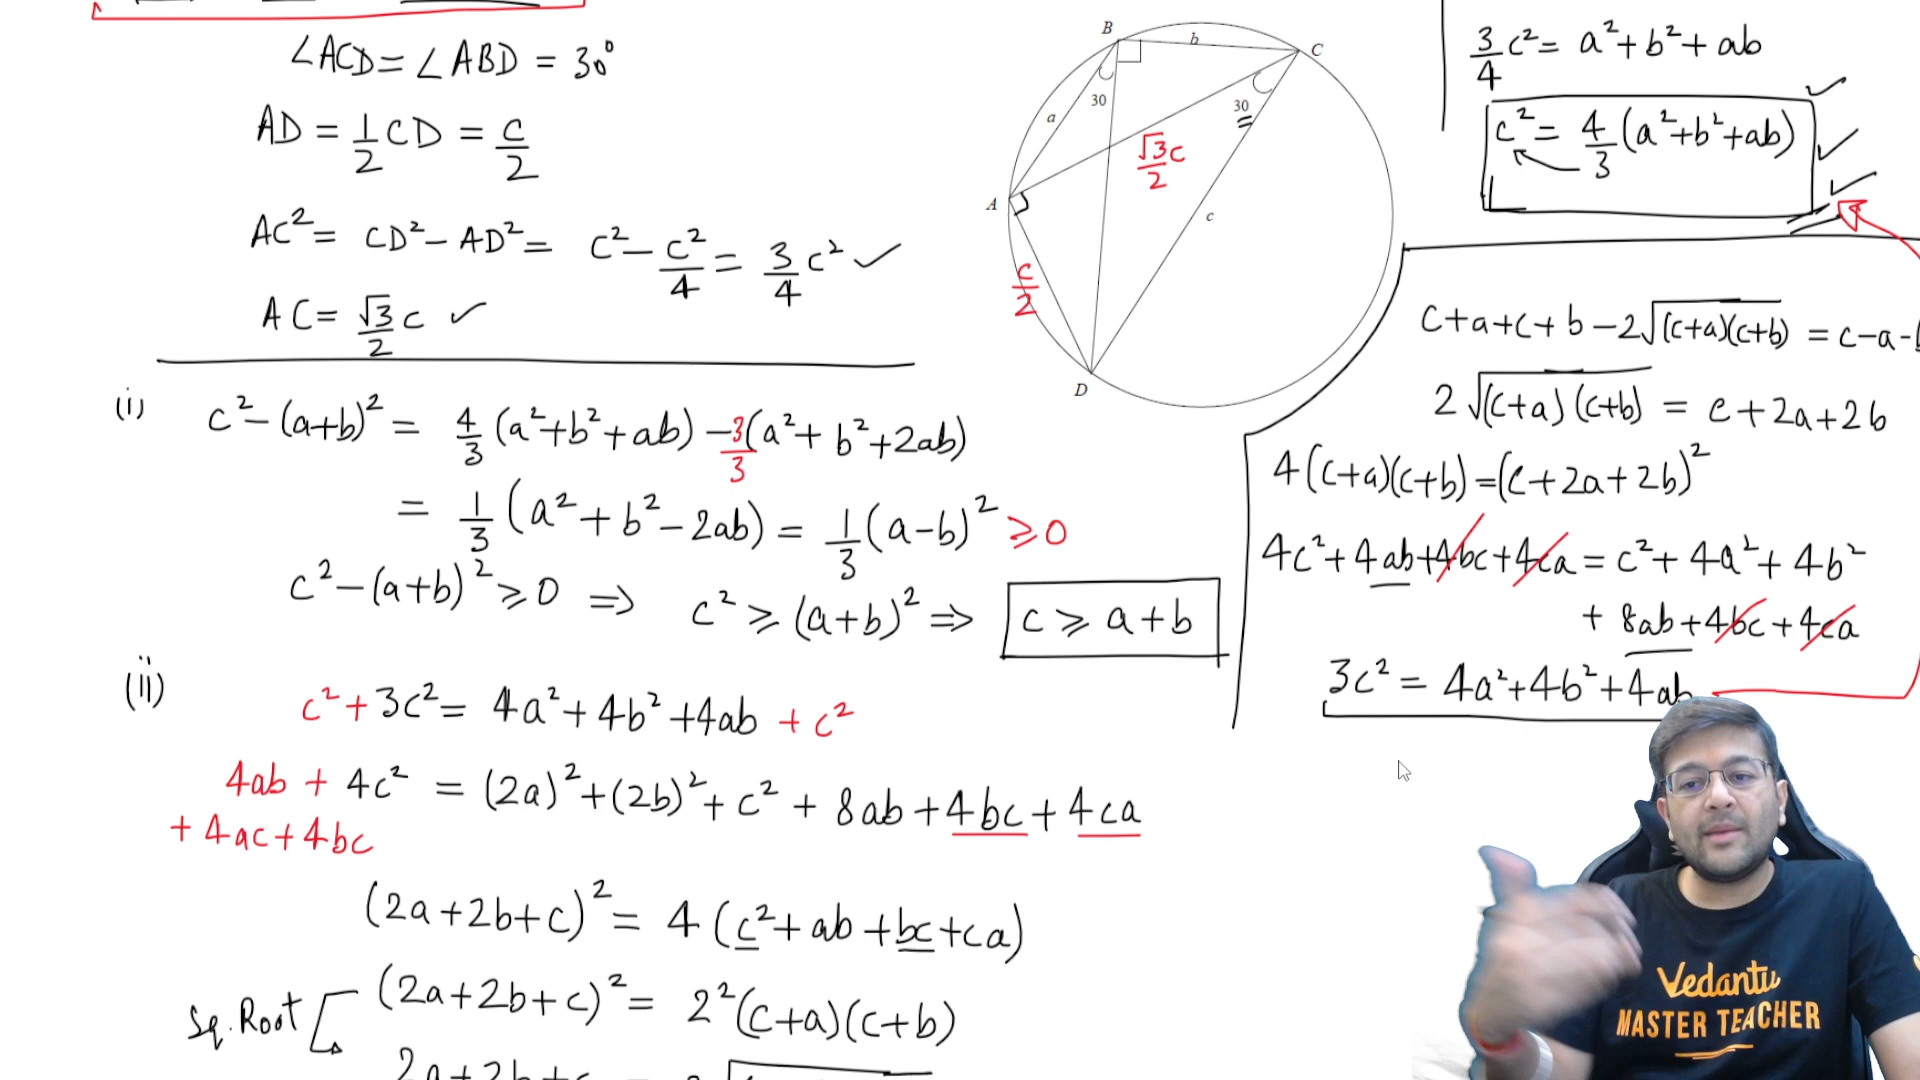 ∠ACD = ∠ABD = 30°
AD = 1/2 CD = c/2
AC² = CD² − AD² = c² − c²/4 = 3/4 c² ✓
AC = √3/2 c ✓
(i) c² − (a+b)² = 4/3 (a²+b²+ab) − 3/3 (a²+b²+2ab)
= 1/3 (a²+b²−2ab) = 1/3 (a−b)² ⩾ 0
c² − (a+b)² ⩾ 0 ⇒ c² ⩾ (a+b)² ⇒ c ⩾ a+b
(ii)
c² + 3c² = 4a² + 4b² + 4ab + c²
4ab + 4c² = (2a)² + (2b)² + c² + 8ab + 4bc + 4ca
+ 4ac + 4bc
(2a+2b+c)² = 4 (c² + ab + bc + ca)
Sq. Root (2a+2b+c)² = 2² (c+a)(c+b)
B
b
C
30
30
a
√3/2 c
A
c
c/2
D
3/4 c² = a² + b² + ab
c² = 4/3 (a²+b²+ab) ✓
✓
✓
c+a+c+b − 2√(c+a)(c+b) = c−a−
2√(c+a)(c+b) = c+2a+2b
4(c+a)(c+b) = (c+2a+2b)²
4c² + 4ab + 4bc + 4ca = c² + 4a² + 4b²
+ 8ab + 4bc + 4ca
3c² = 4a² + 4b² + 4ab
Vedantu
MASTER TEACHER